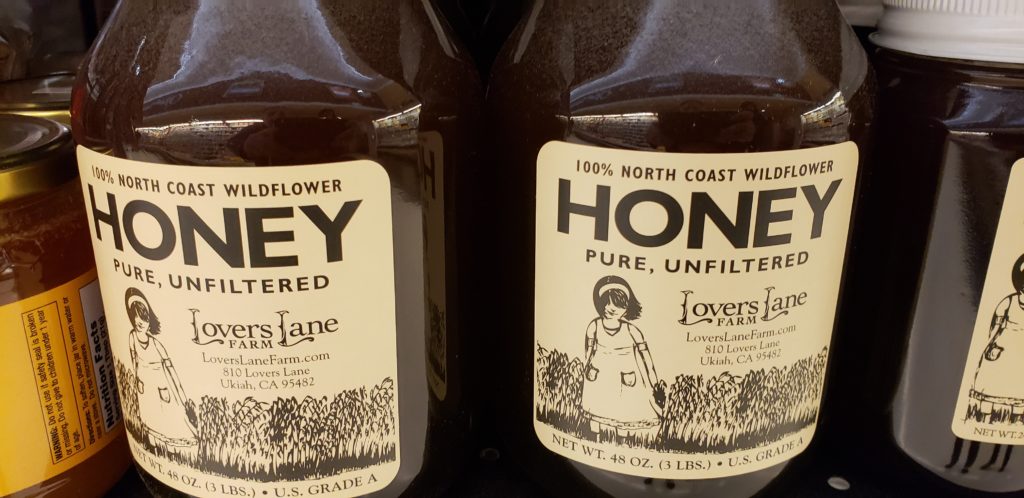 100% NORTH COAST WILDFLOWER
HONEY
PURE, UNFILTERED
Lovers Lane
FARM
LoversLaneFarm.com
810 Lovers Lane
Ukiah, CA 95482
NET WT. 48 OZ. (3 LBS.) • U.S. GRADE A
100% NORTH COAST WILDFLOWER
HONEY
PURE, UNFILTERED
Lovers Lane
FARM
LoversLaneFarm.com
810 Lovers Lane
Ukiah, CA 95482
NET WT. 48 OZ. (3 LBS.) • U.S. GRADE A
WARNING: Do not use if safety seal is broken
or missing. Do not give to children under 1 year
of age.
Nutrition Facts
NET WT.